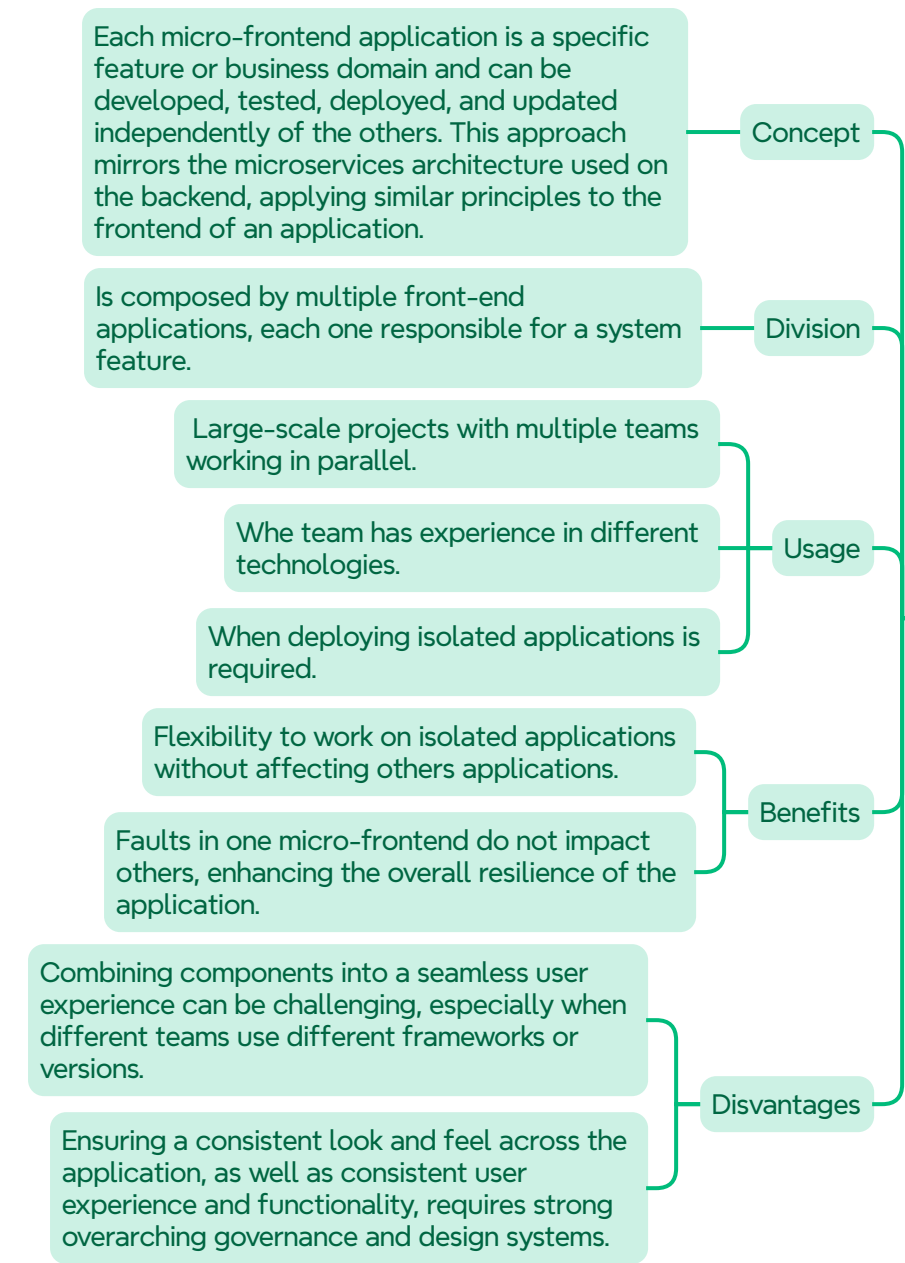 Each micro-frontend application is a specific
feature or business domain and can be
developed, tested, deployed, and updated
independently of the others. This approach
mirrors the microservices architecture used on
the backend, applying similar principles to the
frontend of an application.
Concept
Is composed by multiple front-end
applications, each one responsible for a system
feature.
Division
Large-scale projects with multiple teams
working in parallel.
Whe team has experience in different
technologies.
When deploying isolated applications is
required.
Usage
Flexibility to work on isolated applications
without affecting others applications.
Faults in one micro-frontend do not impact
others, enhancing the overall resilience of the
application.
Benefits
Combining components into a seamless user
experience can be challenging, especially when
different teams use different frameworks or
versions.
Ensuring a consistent look and feel across the
application, as well as consistent user
experience and functionality, requires strong
overarching governance and design systems.
Disvantages